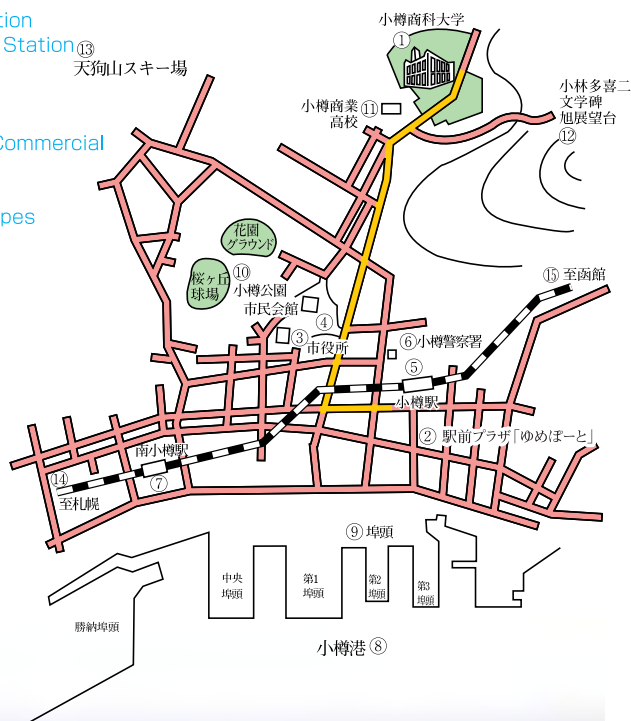 tion
Station
⑬
天狗山スキー場
Commercial
pes
小樽商科大学
①
小樽商業
高校
⑪
小林多喜二
文学碑
旭展望台
⑫
花園
グラウンド
桜ヶ丘
球場
⑩
小樽公園
市民会館
④
③
市役所
⑮至函館
⑥小樽警察署
⑤
小樽駅
②駅前プラザ「ゆめぽーと」
南小樽駅
⑦
⑭
至札幌
⑨埠頭
中央
埠頭
第1
埠頭
第2
埠頭
第3
埠頭
勝納埠頭
小樽港⑧